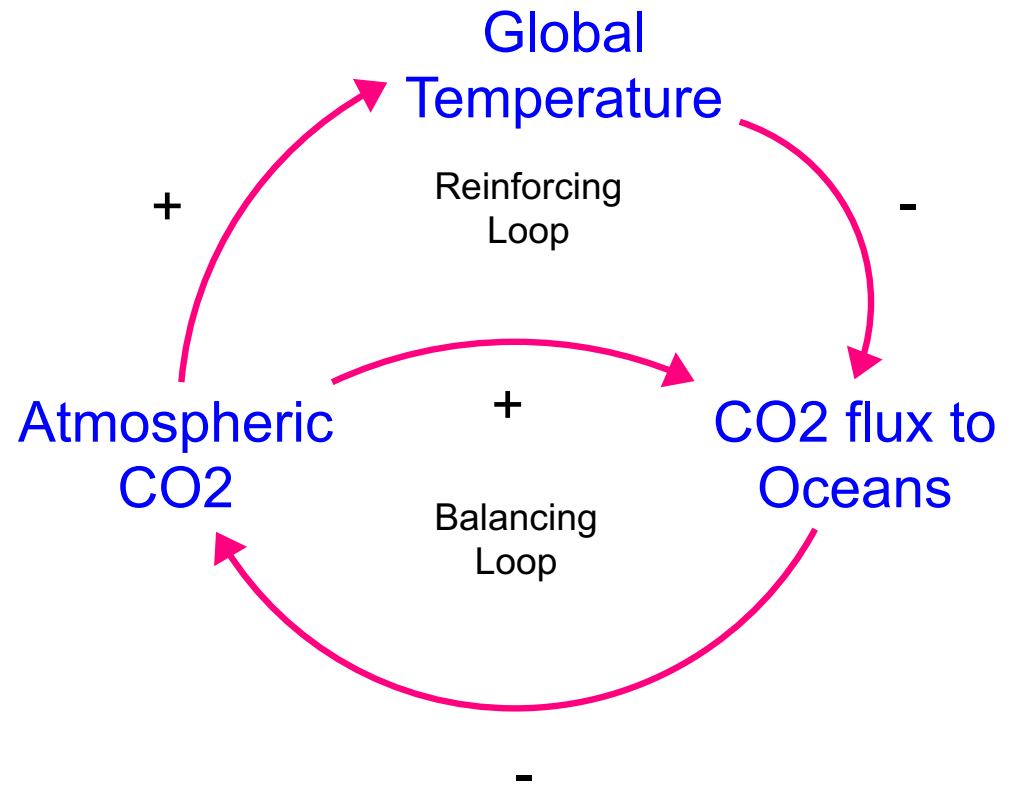 Global
Temperature
+
Reinforcing
Loop
-
+
Atmospheric
CO2
CO2 flux to
Oceans
Balancing
Loop
-